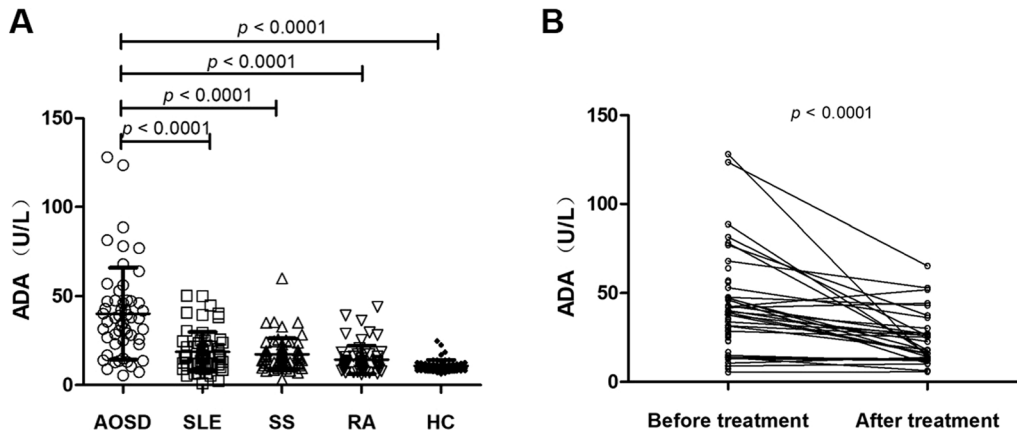 A
p < 0.0001
p < 0.0001
p < 0.0001
p < 0.0001
150
100
50
0
ADA （U/L）
AOSD SLE SS RA HC
B
p < 0.0001
150
100
50
0
ADA （U/L）
Before treatment After treatment